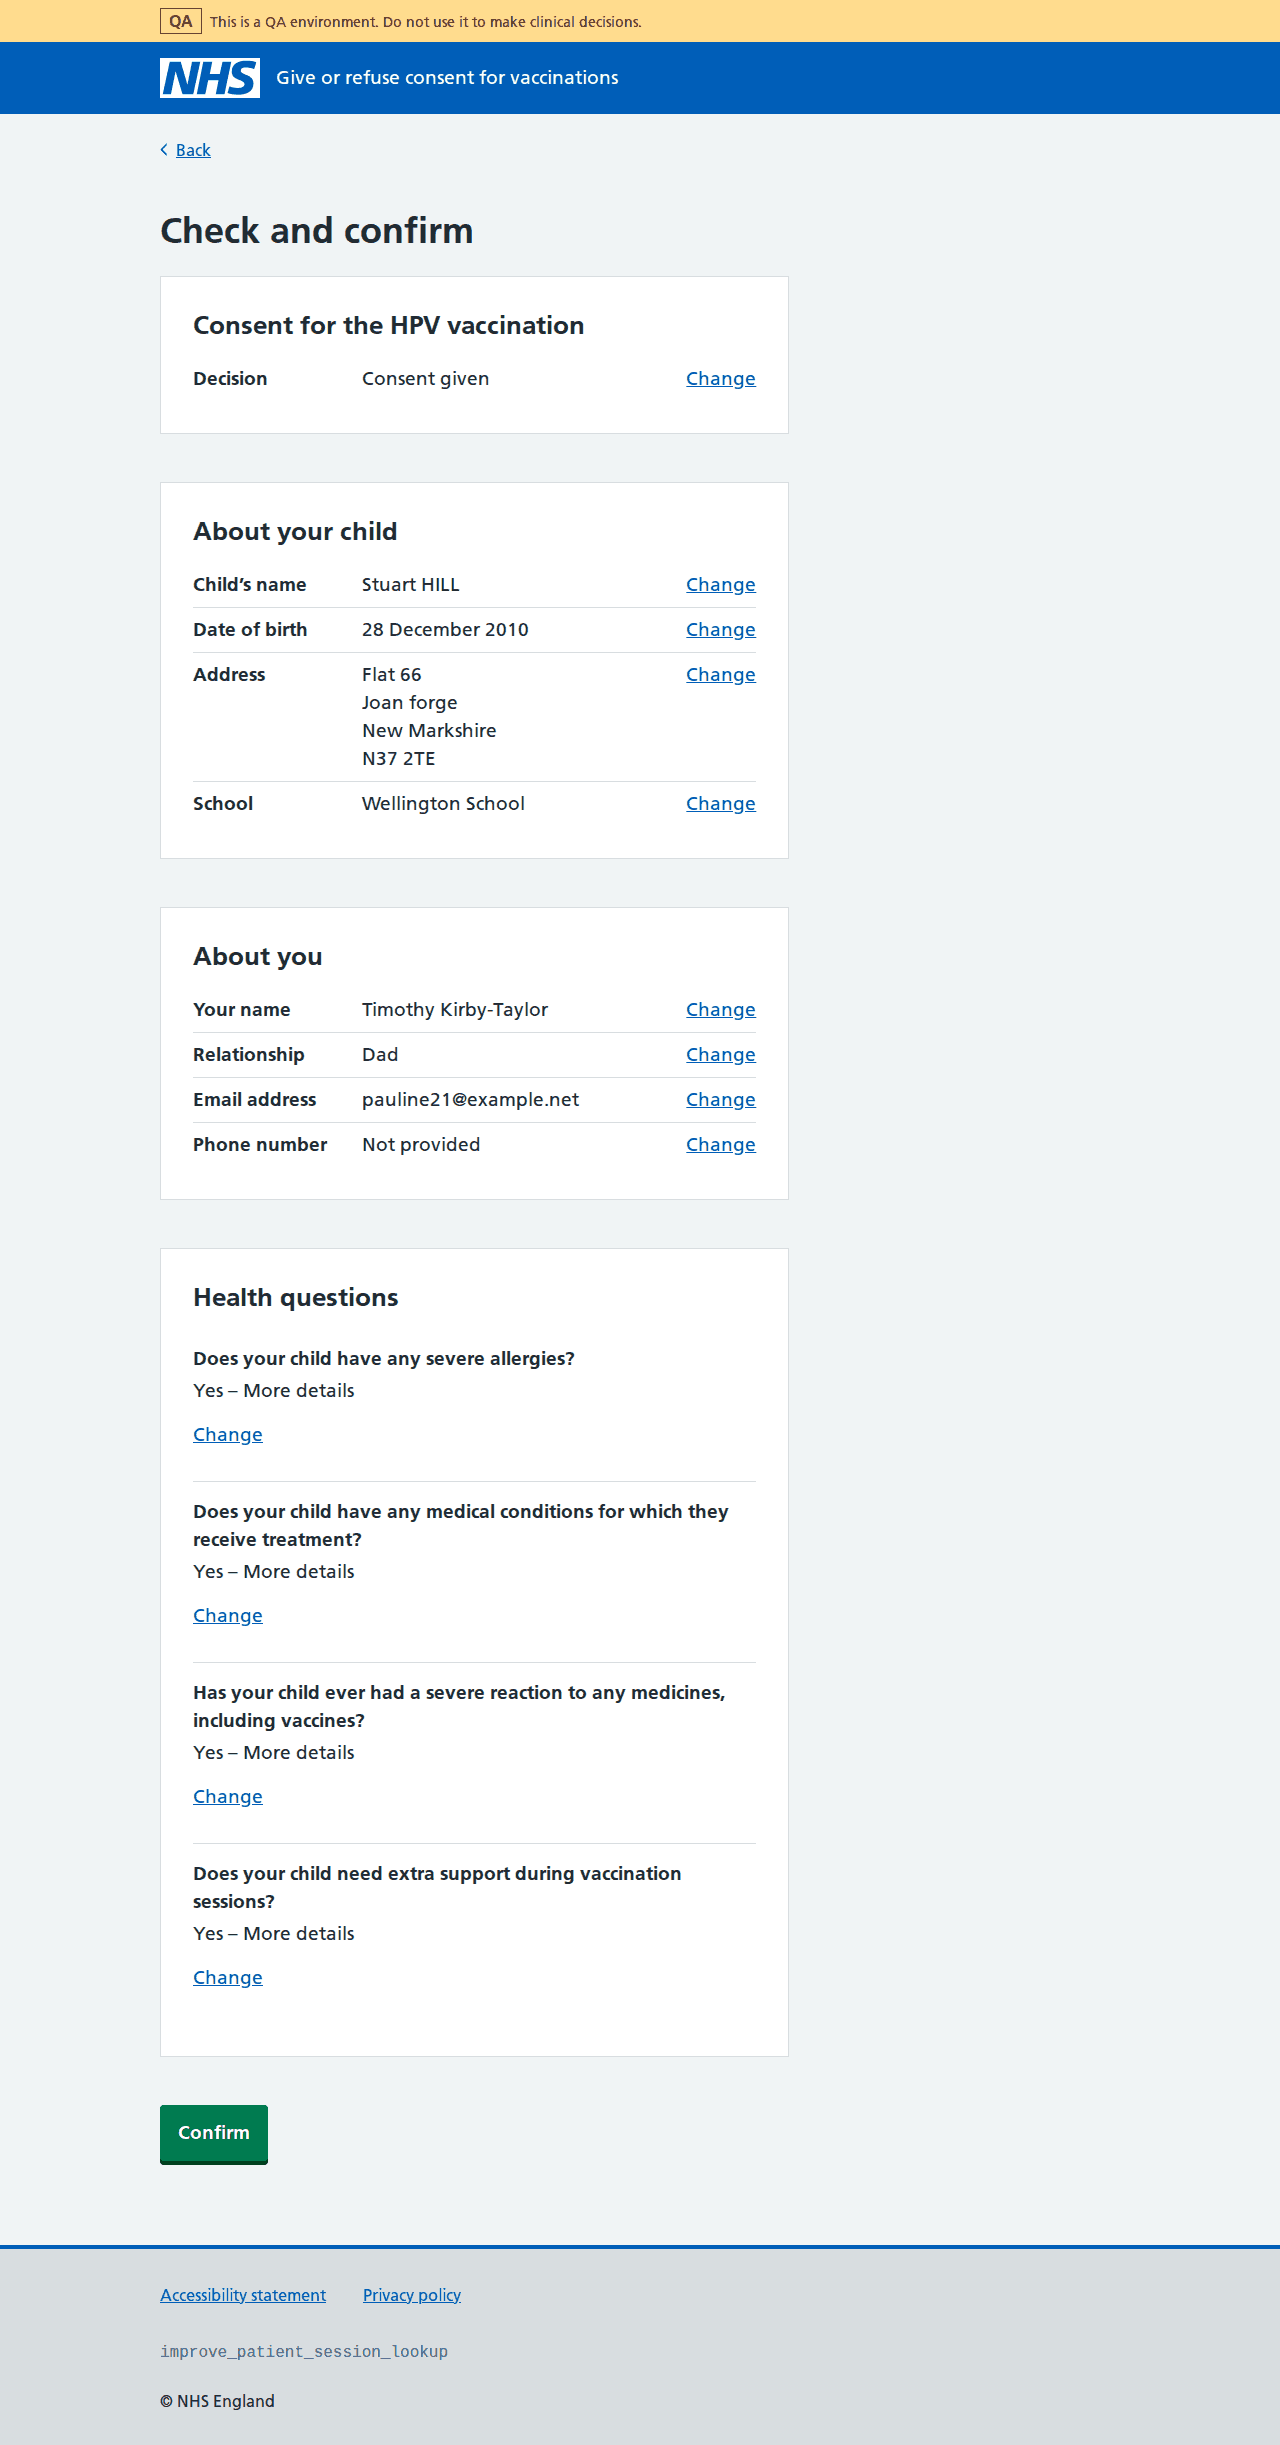 QA This is a QA environment. Do not use it to make clinical decisions.
NHS Give or refuse consent for vaccinations
Back
Check and confirm
Consent for the HPV vaccination
Decision Consent given Change
About your child
Child’s name Stuart HILL Change
Date of birth 28 December 2010 Change
Address Flat 66 Change
Joan forge
New Markshire
N37 2TE
School Wellington School Change
About you
Your name Timothy Kirby-Taylor Change
Relationship Dad Change
Email address pauline21@example.net Change
Phone number Not provided Change
Health questions
Does your child have any severe allergies?
Yes – More details
Change
Does your child have any medical conditions for which they
receive treatment?
Yes – More details
Change
Has your child ever had a severe reaction to any medicines,
including vaccines?
Yes – More details
Change
Does your child need extra support during vaccination
sessions?
Yes – More details
Change
Confirm
Accessibility statement Privacy policy
improve_patient_session_lookup
© NHS England